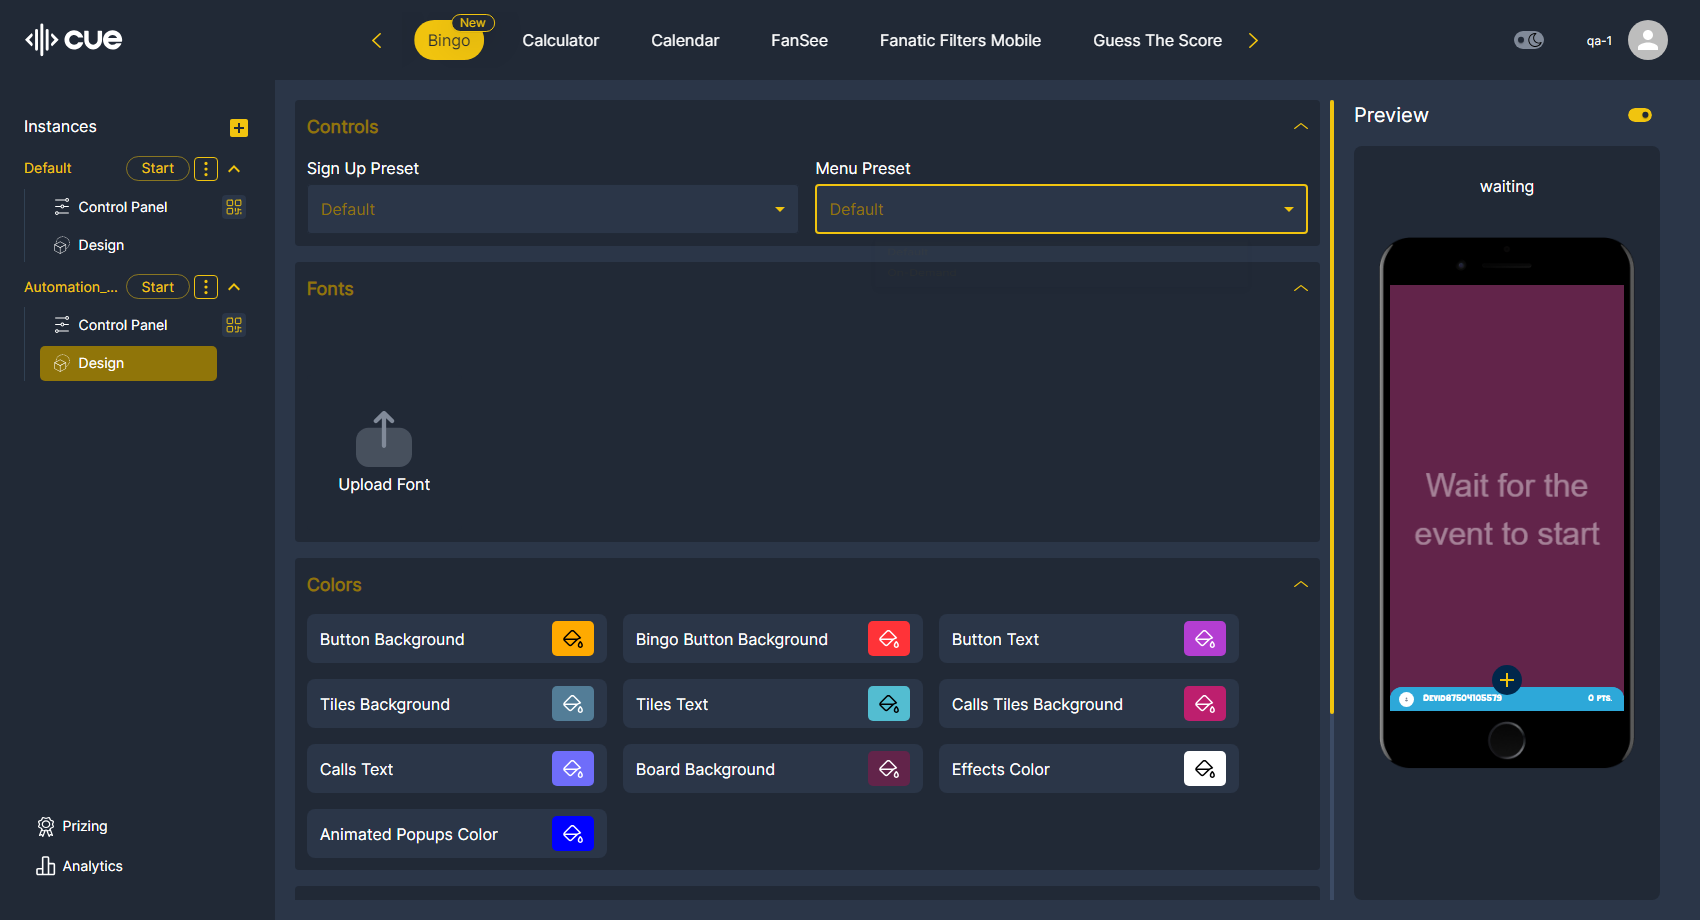 cue
New
Bingo
Calculator
Calendar
FanSee
Fanatic Filters Mobile
Guess The Score
qa-1
Instances
Default
Start
Control Panel
Design
Automation_...
Start
Control Panel
Design
Prizing
Analytics
Controls
Sign Up Preset
Default
Menu Preset
Default
Fonts
Upload Font
Colors
Button Background
Bingo Button Background
Button Text
Tiles Background
Tiles Text
Calls Tiles Background
Calls Text
Board Background
Effects Color
Animated Popups Color
Preview
waiting
Wait for the
event to start
0 PTS.